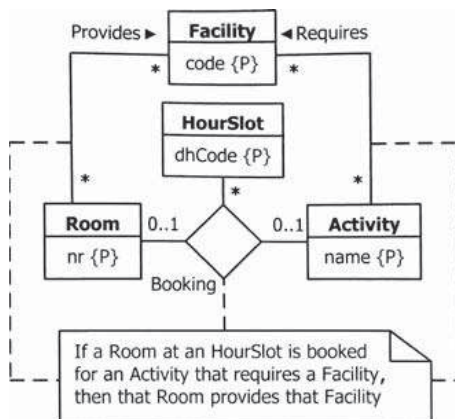 Provides ►
Facility
◄ Requires
code {P}
*
*
HourSlot
dhCode {P}
*
*
*
Room
0..1
0..1
Activity
nr {P}
name {P}
Booking
If a Room at an HourSlot is booked
for an Activity that requires a Facility,
then that Room provides that Facility